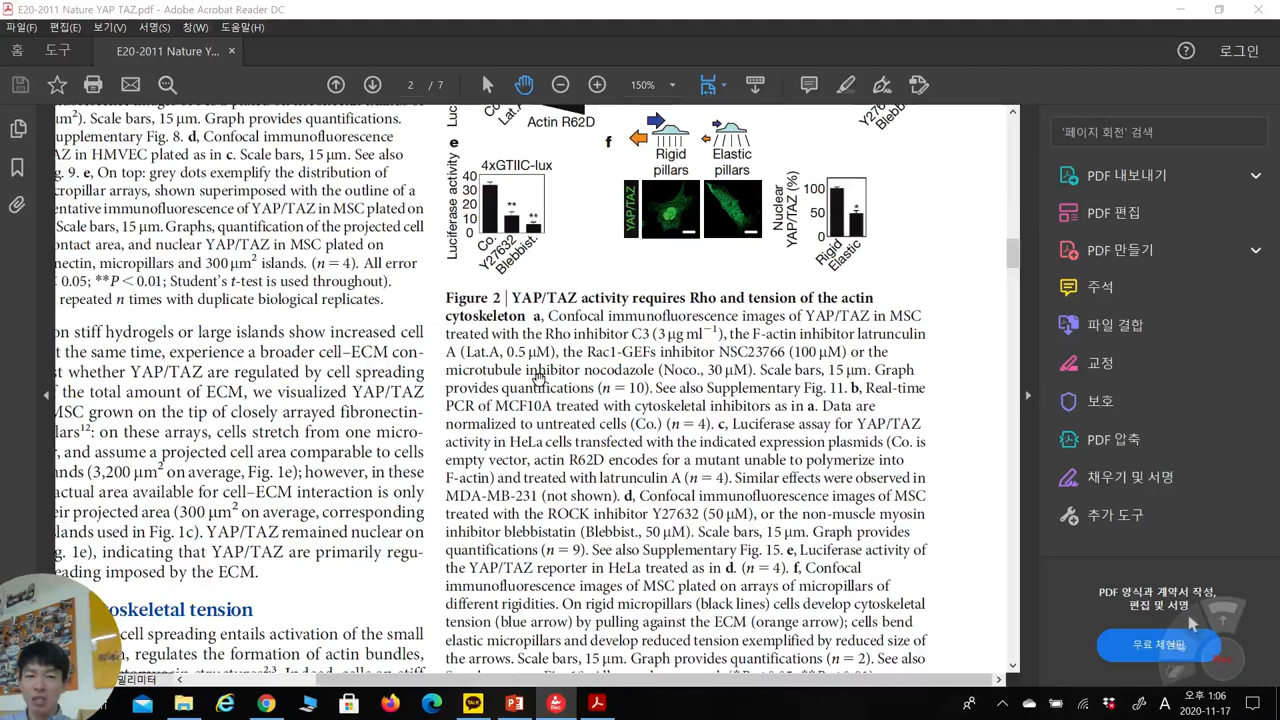 E20-2011 Nature YAP TAZ.pdf - Adobe Acrobat Reader DC
파일(F) 편집(E) 보기(V) 서명(S) 창(W) 도움말(H)
홈 도구 E20-2011 Nature Y... × 로그인
2 / 7 150%
μm²). Scale bars, 15 μm. Graph provides quantifications.
upplementary Fig. 8. d, Confocal immunofluorescence
AZ in HMVEC plated as in c. Scale bars, 15 μm. See also
g. 9. e, On top: grey dots exemplify the distribution of
cropillar arrays, shown superimposed with the outline of a
entative immunofluorescence of YAP/TAZ in MSC plated on
Scale bars, 15 μm. Graphs, quantification of the projected cell
ontact area, and nuclear YAP/TAZ in MSC plated on
nectin, micropillars and 300 μm² islands. (n = 4). All error
< 0.05; **P < 0.01; Student's t-test is used throughout).
repeated n times with duplicate biological replicates.
on stiff hydrogels or large islands show increased cell
t the same time, experience a broader cell–ECM con-
st whether YAP/TAZ are regulated by cell spreading
f the total amount of ECM, we visualized YAP/TAZ
MSC grown on the tip of closely arrayed fibronectin-
lars¹²: on these arrays, cells stretch from one micro-
r, and assume a projected cell area comparable to cells
nds (3,200 μm² on average, Fig. 1e); however, in these
actual area available for cell–ECM interaction is only
eir projected area (300 μm² on average, corresponding
lands used in Fig. 1c). YAP/TAZ remained nuclear on
g. 1e), indicating that YAP/TAZ are primarily regu-
eading imposed by the ECM.
oskeletal tension
cell spreading entails activation of the small
n, regulates the formation of actin bundles,
밀리미터
Luc
Co.
Lat.A
Actin R62D
Y27632
Blebbist.
e
4xGTIIC-lux
Luciferase activity
40
30
20
10
0
**
**
Co.
Y27632
Blebbist.
f
Rigid pillars
Elastic pillars
YAP/TAZ
Nuclear YAP/TAZ (%)
100
50
0
*
Rigid
Elastic
Figure 2 | YAP/TAZ activity requires Rho and tension of the actin
cytoskeleton a, Confocal immunofluorescence images of YAP/TAZ in MSC
treated with the Rho inhibitor C3 (3 μg ml⁻¹), the F-actin inhibitor latrunculin
A (Lat.A, 0.5 μM), the Rac1-GEFs inhibitor NSC23766 (100 μM) or the
microtubule inhibitor nocodazole (Noco., 30 μM). Scale bars, 15 μm. Graph
provides quantifications (n = 10). See also Supplementary Fig. 11. b, Real-time
PCR of MCF10A treated with cytoskeletal inhibitors as in a. Data are
normalized to untreated cells (Co.) (n = 4). c, Luciferase assay for YAP/TAZ
activity in HeLa cells transfected with the indicated expression plasmids (Co. is
empty vector, actin R62D encodes for a mutant unable to polymerize into
F-actin) and treated with latrunculin A (n = 4). Similar effects were observed in
MDA-MB-231 (not shown). d, Confocal immunofluorescence images of MSC
treated with the ROCK inhibitor Y27632 (50 μM), or the non-muscle myosin
inhibitor blebbistatin (Blebbist., 50 μM). Scale bars, 15 μm. Graph provides
quantifications (n = 9). See also Supplementary Fig. 15. e, Luciferase activity of
the YAP/TAZ reporter in HeLa treated as in d. (n = 4). f, Confocal
immunofluorescence images of MSC plated on arrays of micropillars of
different rigidities. On rigid micropillars (black lines) cells develop cytoskeletal
tension (blue arrow) by pulling against the ECM (orange arrow); cells bend
elastic micropillars and develop reduced tension exemplified by reduced size of
the arrows. Scale bars, 15 μm. Graph provides quantifications (n = 2). See also
'페이지 회전' 검색
PDF 내보내기
PDF 편집
PDF 만들기
주석
파일 결합
교정
보호
PDF 압축
채우기 및 서명
추가 도구
PDF 양식과 계약서 작성,
편집 및 서명
무료 체험판
A
오후 1:06
2020-11-17